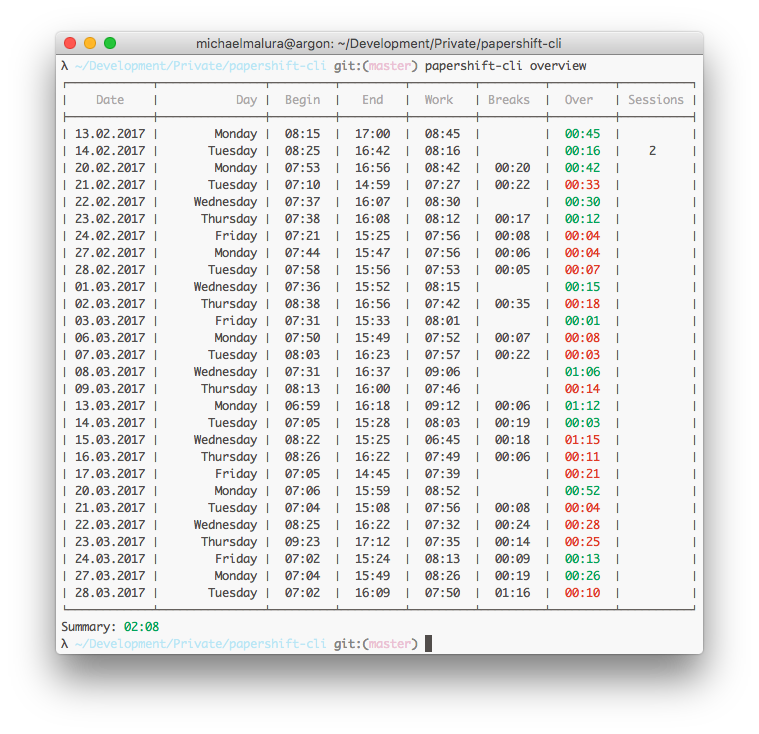 michaelmalura@argon: ~/Development/Private/papershift-cli
λ ~/Development/Private/papershift-cli git:(master) papershift-cli overview
| Date | Day | Begin | End | Work | Breaks | Over | Sessions |
| 13.02.2017 | Monday | 08:15 | 17:00 | 08:45 | | 00:45 | |
| 14.02.2017 | Tuesday | 08:25 | 16:42 | 08:16 | | 00:16 | 2 |
| 20.02.2017 | Monday | 07:53 | 16:56 | 08:42 | 00:20 | 00:42 | |
| 21.02.2017 | Tuesday | 07:10 | 14:59 | 07:27 | 00:22 | 00:33 | |
| 22.02.2017 | Wednesday | 07:37 | 16:07 | 08:30 | | 00:30 | |
| 23.02.2017 | Thursday | 07:38 | 16:08 | 08:12 | 00:17 | 00:12 | |
| 24.02.2017 | Friday | 07:21 | 15:25 | 07:56 | 00:08 | 00:04 | |
| 27.02.2017 | Monday | 07:44 | 15:47 | 07:56 | 00:06 | 00:04 | |
| 28.02.2017 | Tuesday | 07:58 | 15:56 | 07:53 | 00:05 | 00:07 | |
| 01.03.2017 | Wednesday | 07:36 | 15:52 | 08:15 | | 00:15 | |
| 02.03.2017 | Thursday | 08:38 | 16:56 | 07:42 | 00:35 | 00:18 | |
| 03.03.2017 | Friday | 07:31 | 15:33 | 08:01 | | 00:01 | |
| 06.03.2017 | Monday | 07:50 | 15:49 | 07:52 | 00:07 | 00:08 | |
| 07.03.2017 | Tuesday | 08:03 | 16:23 | 07:57 | 00:22 | 00:03 | |
| 08.03.2017 | Wednesday | 07:31 | 16:37 | 09:06 | | 01:06 | |
| 09.03.2017 | Thursday | 08:13 | 16:00 | 07:46 | | 00:14 | |
| 13.03.2017 | Monday | 06:59 | 16:18 | 09:12 | 00:06 | 01:12 | |
| 14.03.2017 | Tuesday | 07:05 | 15:28 | 08:03 | 00:19 | 00:03 | |
| 15.03.2017 | Wednesday | 08:22 | 15:25 | 06:45 | 00:18 | 01:15 | |
| 16.03.2017 | Thursday | 08:26 | 16:22 | 07:49 | 00:06 | 00:11 | |
| 17.03.2017 | Friday | 07:05 | 14:45 | 07:39 | | 00:21 | |
| 20.03.2017 | Monday | 07:06 | 15:59 | 08:52 | | 00:52 | |
| 21.03.2017 | Tuesday | 07:04 | 15:08 | 07:56 | 00:08 | 00:04 | |
| 22.03.2017 | Wednesday | 08:25 | 16:22 | 07:32 | 00:24 | 00:28 | |
| 23.03.2017 | Thursday | 09:23 | 17:12 | 07:35 | 00:14 | 00:25 | |
| 24.03.2017 | Friday | 07:02 | 15:24 | 08:13 | 00:09 | 00:13 | |
| 27.03.2017 | Monday | 07:04 | 15:49 | 08:26 | 00:19 | 00:26 | |
| 28.03.2017 | Tuesday | 07:02 | 16:09 | 07:50 | 01:16 | 00:10 | |
Summary: 02:08
λ ~/Development/Private/papershift-cli git:(master)